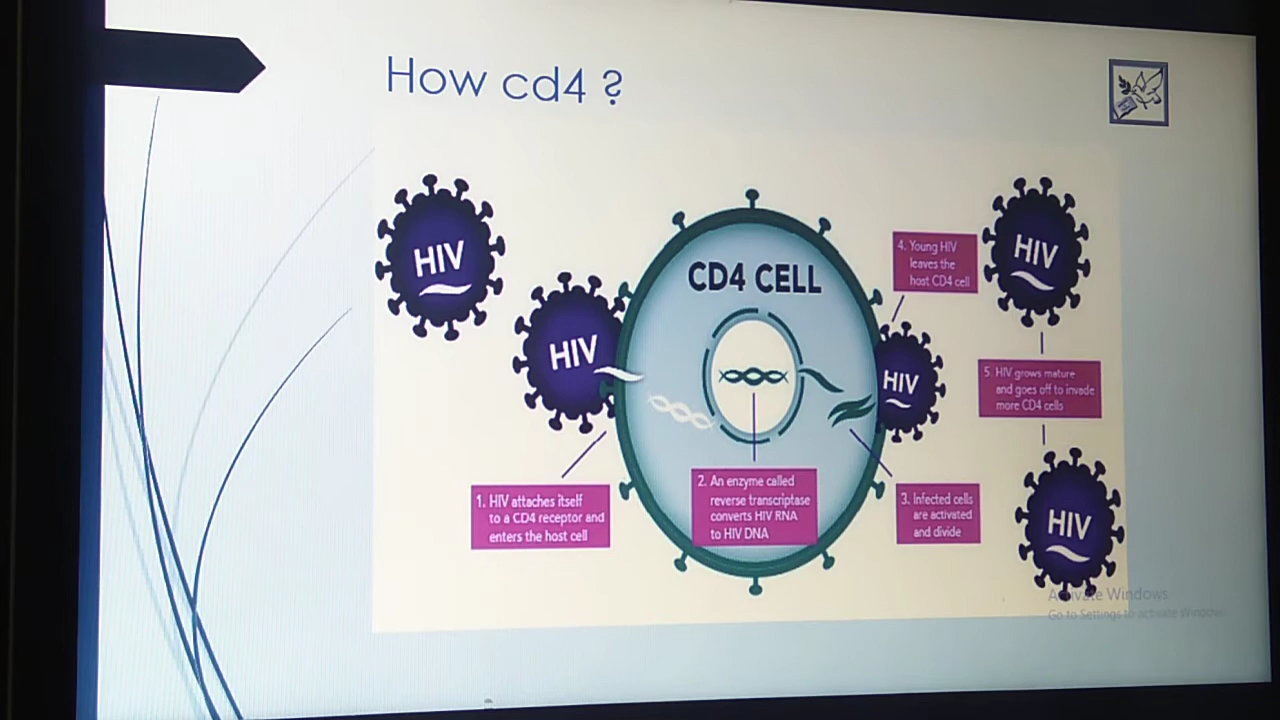 How cd4 ?
HIV
HIV
CD4 CELL
HIV
HIV
HIV
1. HIV attaches itself
to a CD4 receptor and
enters the host cell
2. An enzyme called
reverse transcriptase
converts HIV RNA
to HIV DNA
3. Infected cells
are activated
and divide
4. Young HIV
leaves the
host CD4 cell
5. HIV grows mature
and goes off to invade
more CD4 cells
Activate Windows
Go to Settings to activate Windows.